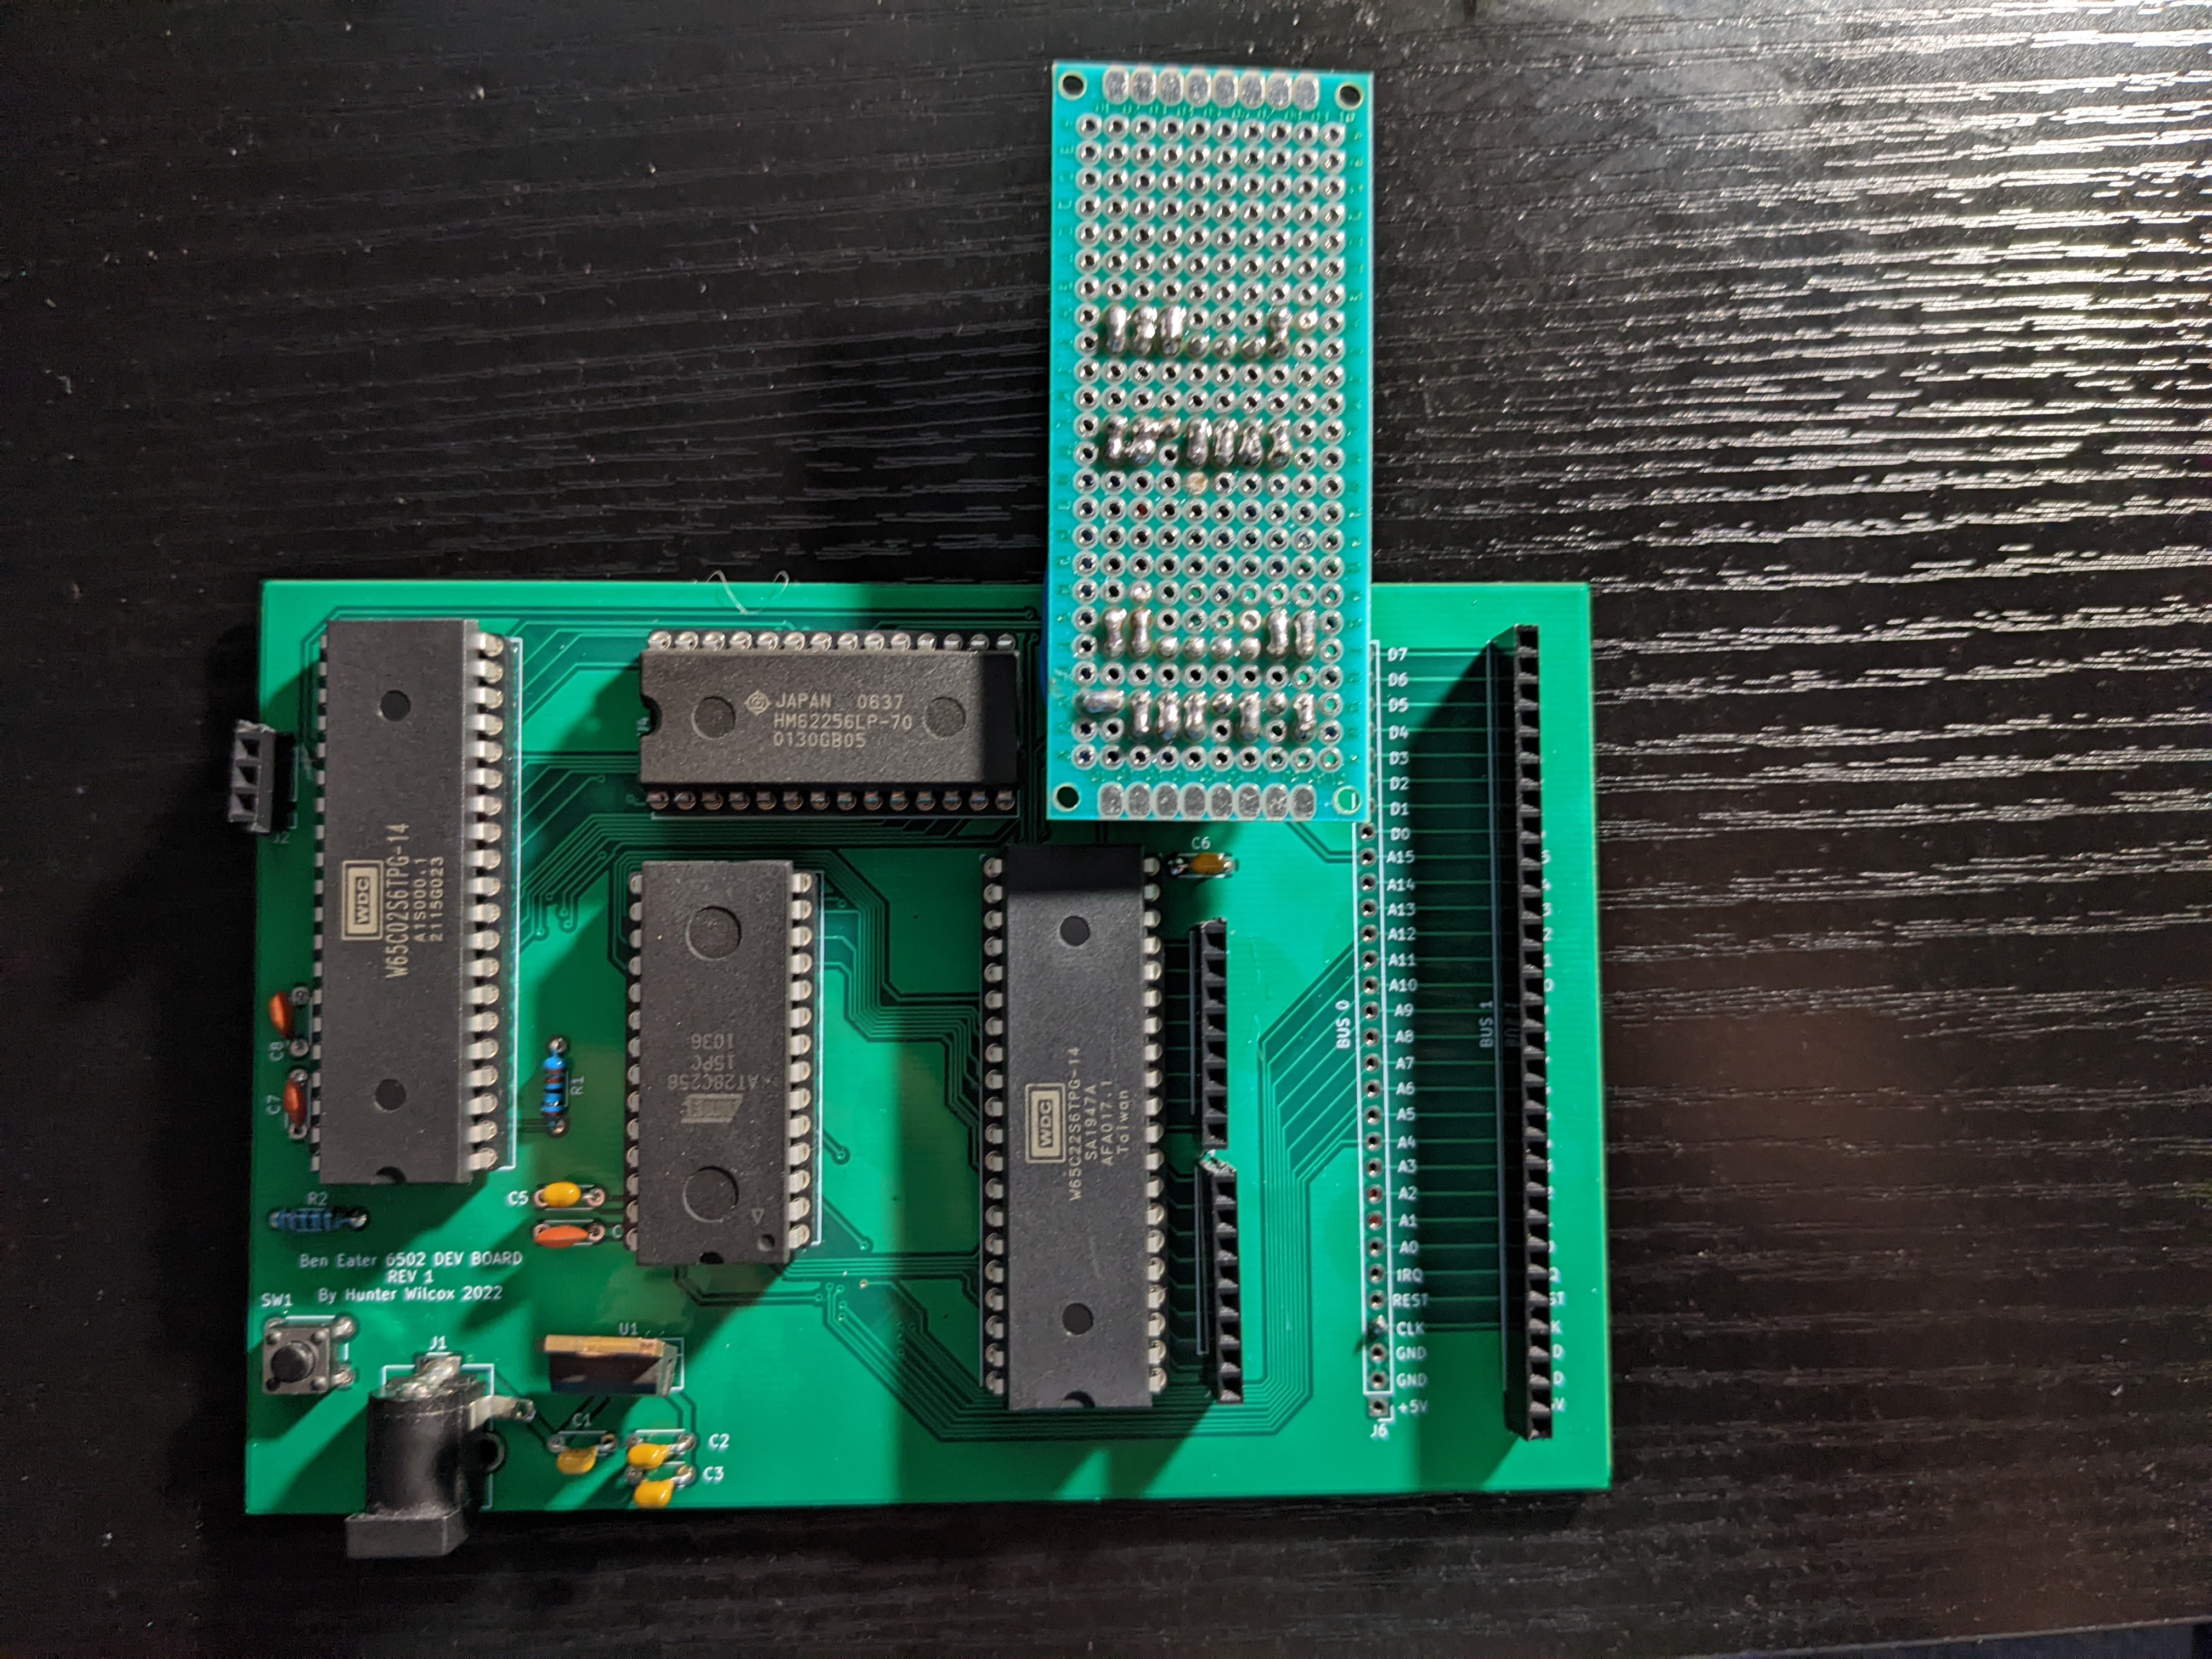 JAPAN 0637
HM62256LP-70
0130GB05
WDC
W65C02S6TPG-14
A1S000.1
2115G023
AT28C256
15PC
1036
WDC
W65C22S6TPG-14
SA1947A
AFA017.1
Taiwan
C6
C8
C7
R1
R2
C5
Ben Eater 6502 DEV BOARD
REV 1
By Hunter Wilcox 2022
SW1
J1
U1
C1
C2
C3
BUS 0
BUS 1
D7
D6
D5
D4
D3
D2
D1
D0
A15
A14
A13
A12
A11
A10
A9
A8
A7
A6
A5
A4
A3
A2
A1
A0
IRQ
REST
CLK
GND
GND
+5V
J6